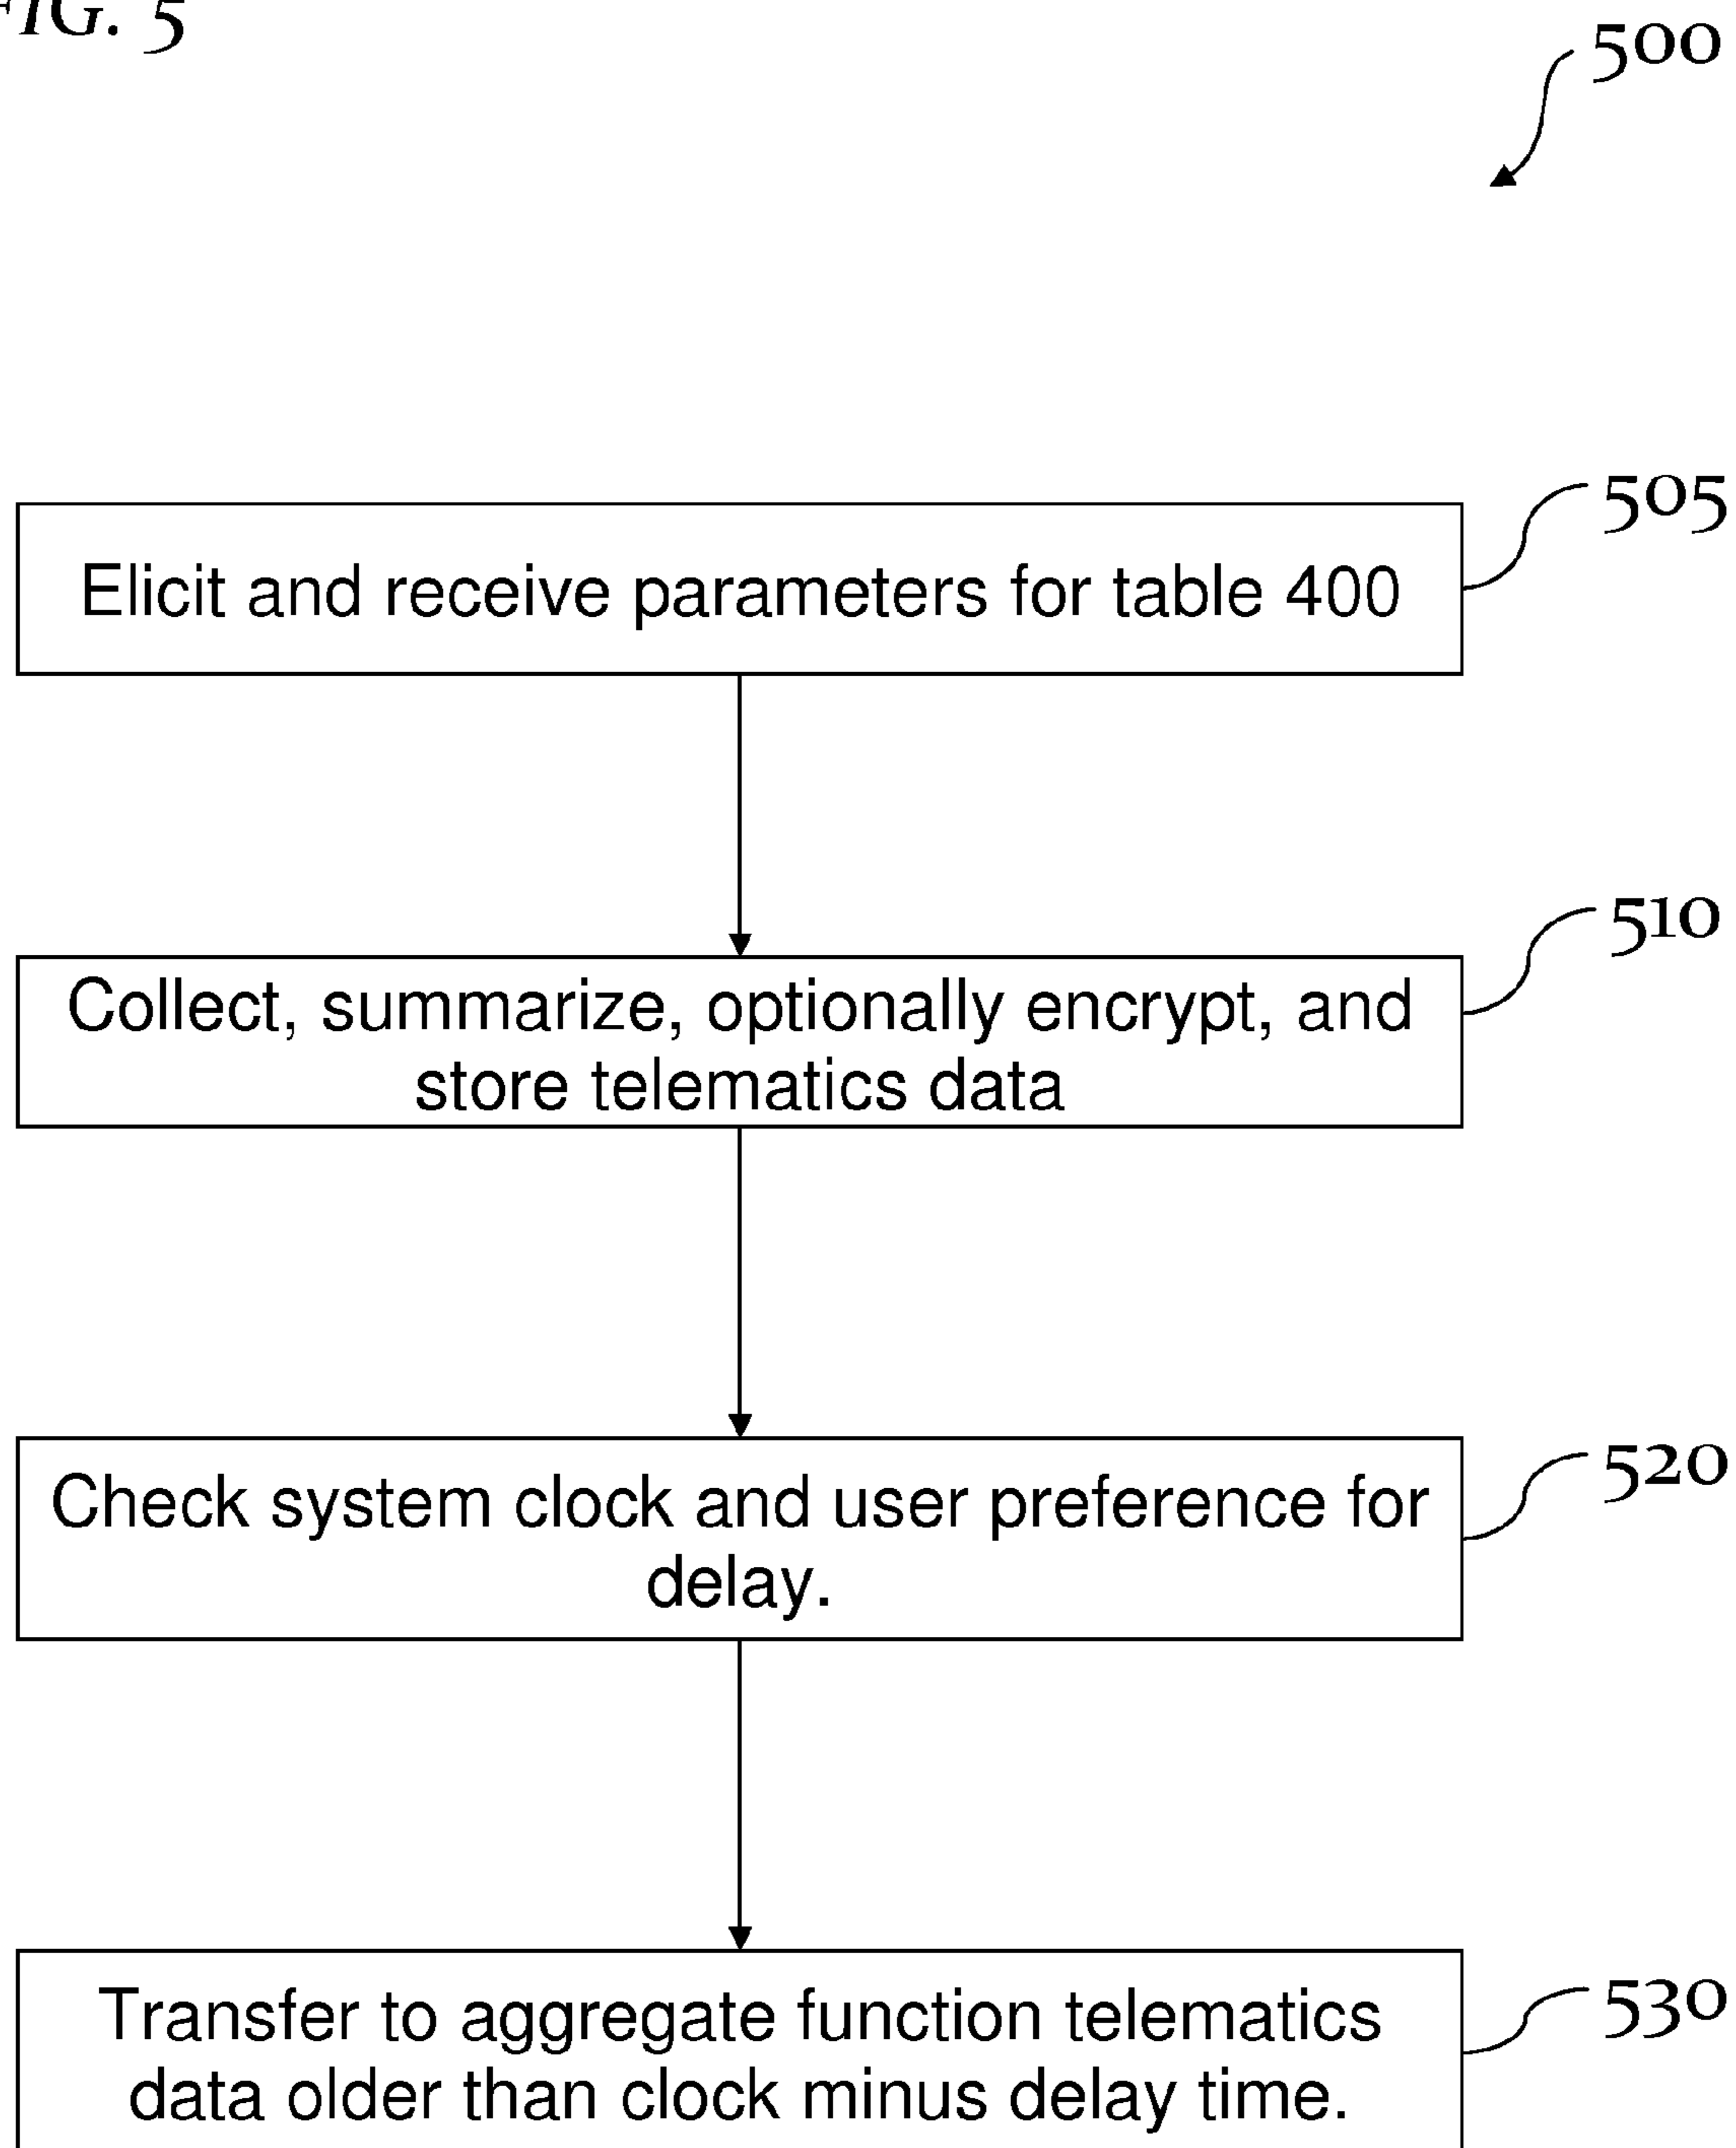 FIG. 5
500
505
Elicit and receive parameters for table 400
510
Collect, summarize, optionally encrypt, and
store telematics data
520
Check system clock and user preference for
delay.
530
Transfer to aggregate function telematics
data older than clock minus delay time.